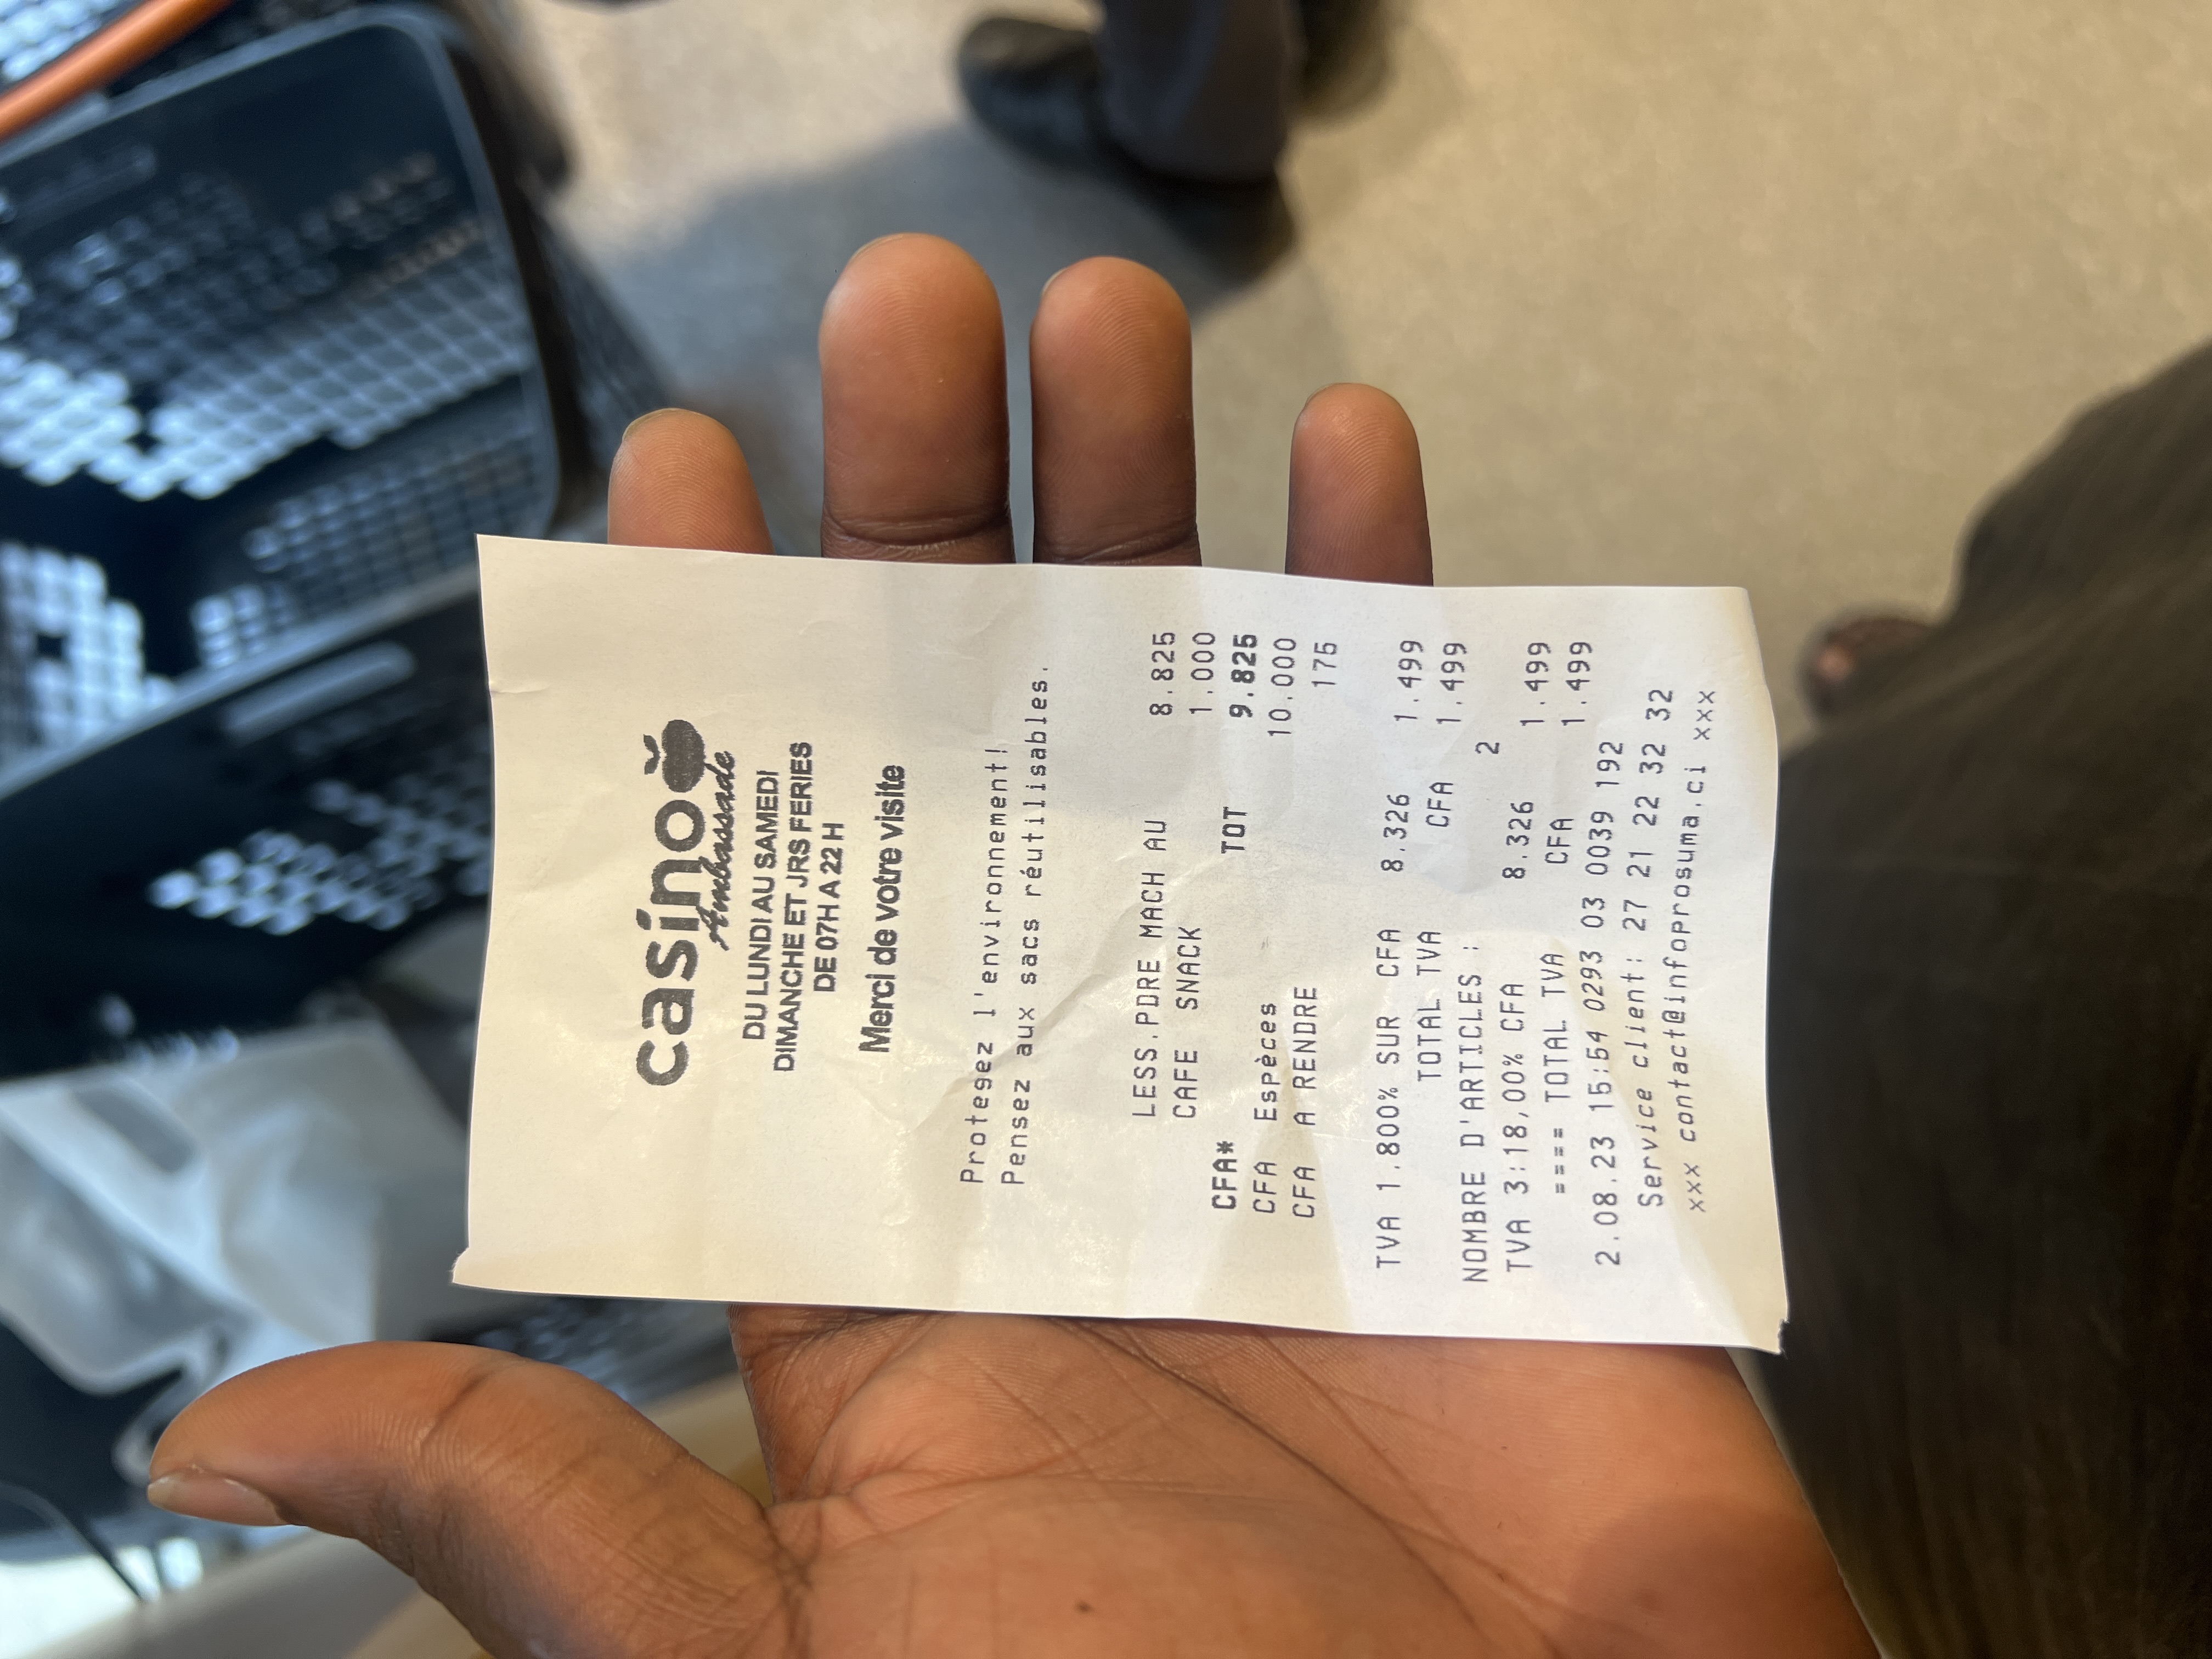 casino
Ambassade
DU LUNDI AU SAMEDI
DIMANCHE ET JRS FERIES
DE 07H A 22 H
Merci de votre visite
Protegez l'environnement!
Pensez aux sacs réutilisables.
LESS.PDRE MACH AU 8.825
CAFE SNACK 1.000
CFA* TOT 9.825
CFA Espèces 10.000
CFA A RENDRE 175
TVA 1.800% SUR CFA 8.326 1.499
TOTAL TVA CFA 1.499
NOMBRE D'ARTICLES : 2
TVA 3:18,00% CFA 8.326 1.499
==== TOTAL TVA CFA 1.499
2.08.23 15:54 0293 03 0039 192
Service client: 27 21 22 32 32
xxx contact@infoprosuma.ci xxx